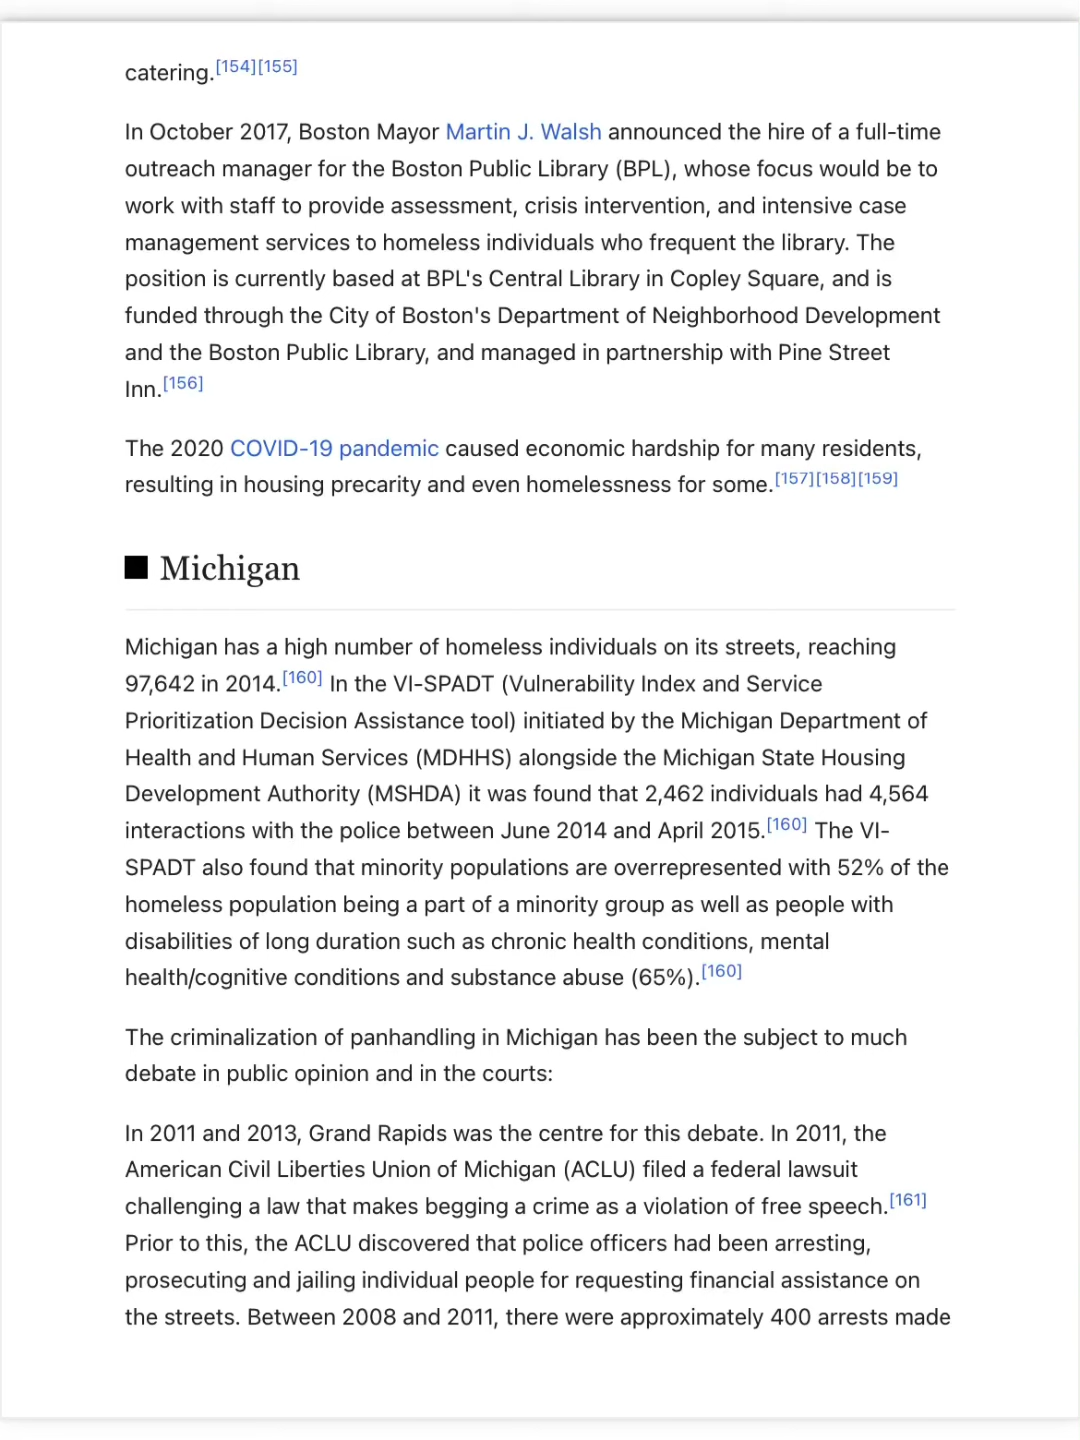 catering.[154][155]
In October 2017, Boston Mayor Martin J. Walsh announced the hire of a full-time
outreach manager for the Boston Public Library (BPL), whose focus would be to
work with staff to provide assessment, crisis intervention, and intensive case
management services to homeless individuals who frequent the library. The
position is currently based at BPL's Central Library in Copley Square, and is
funded through the City of Boston's Department of Neighborhood Development
and the Boston Public Library, and managed in partnership with Pine Street
Inn.[156]
The 2020 COVID-19 pandemic caused economic hardship for many residents,
resulting in housing precarity and even homelessness for some.[157][158][159]
Michigan
Michigan has a high number of homeless individuals on its streets, reaching
97,642 in 2014.[160] In the VI-SPADT (Vulnerability Index and Service
Prioritization Decision Assistance tool) initiated by the Michigan Department of
Health and Human Services (MDHHS) alongside the Michigan State Housing
Development Authority (MSHDA) it was found that 2,462 individuals had 4,564
interactions with the police between June 2014 and April 2015.[160] The VI-
SPADT also found that minority populations are overrepresented with 52% of the
homeless population being a part of a minority group as well as people with
disabilities of long duration such as chronic health conditions, mental
health/cognitive conditions and substance abuse (65%).[160]
The criminalization of panhandling in Michigan has been the subject to much
debate in public opinion and in the courts:
In 2011 and 2013, Grand Rapids was the centre for this debate. In 2011, the
American Civil Liberties Union of Michigan (ACLU) filed a federal lawsuit
challenging a law that makes begging a crime as a violation of free speech.[161]
Prior to this, the ACLU discovered that police officers had been arresting,
prosecuting and jailing individual people for requesting financial assistance on
the streets. Between 2008 and 2011, there were approximately 400 arrests made